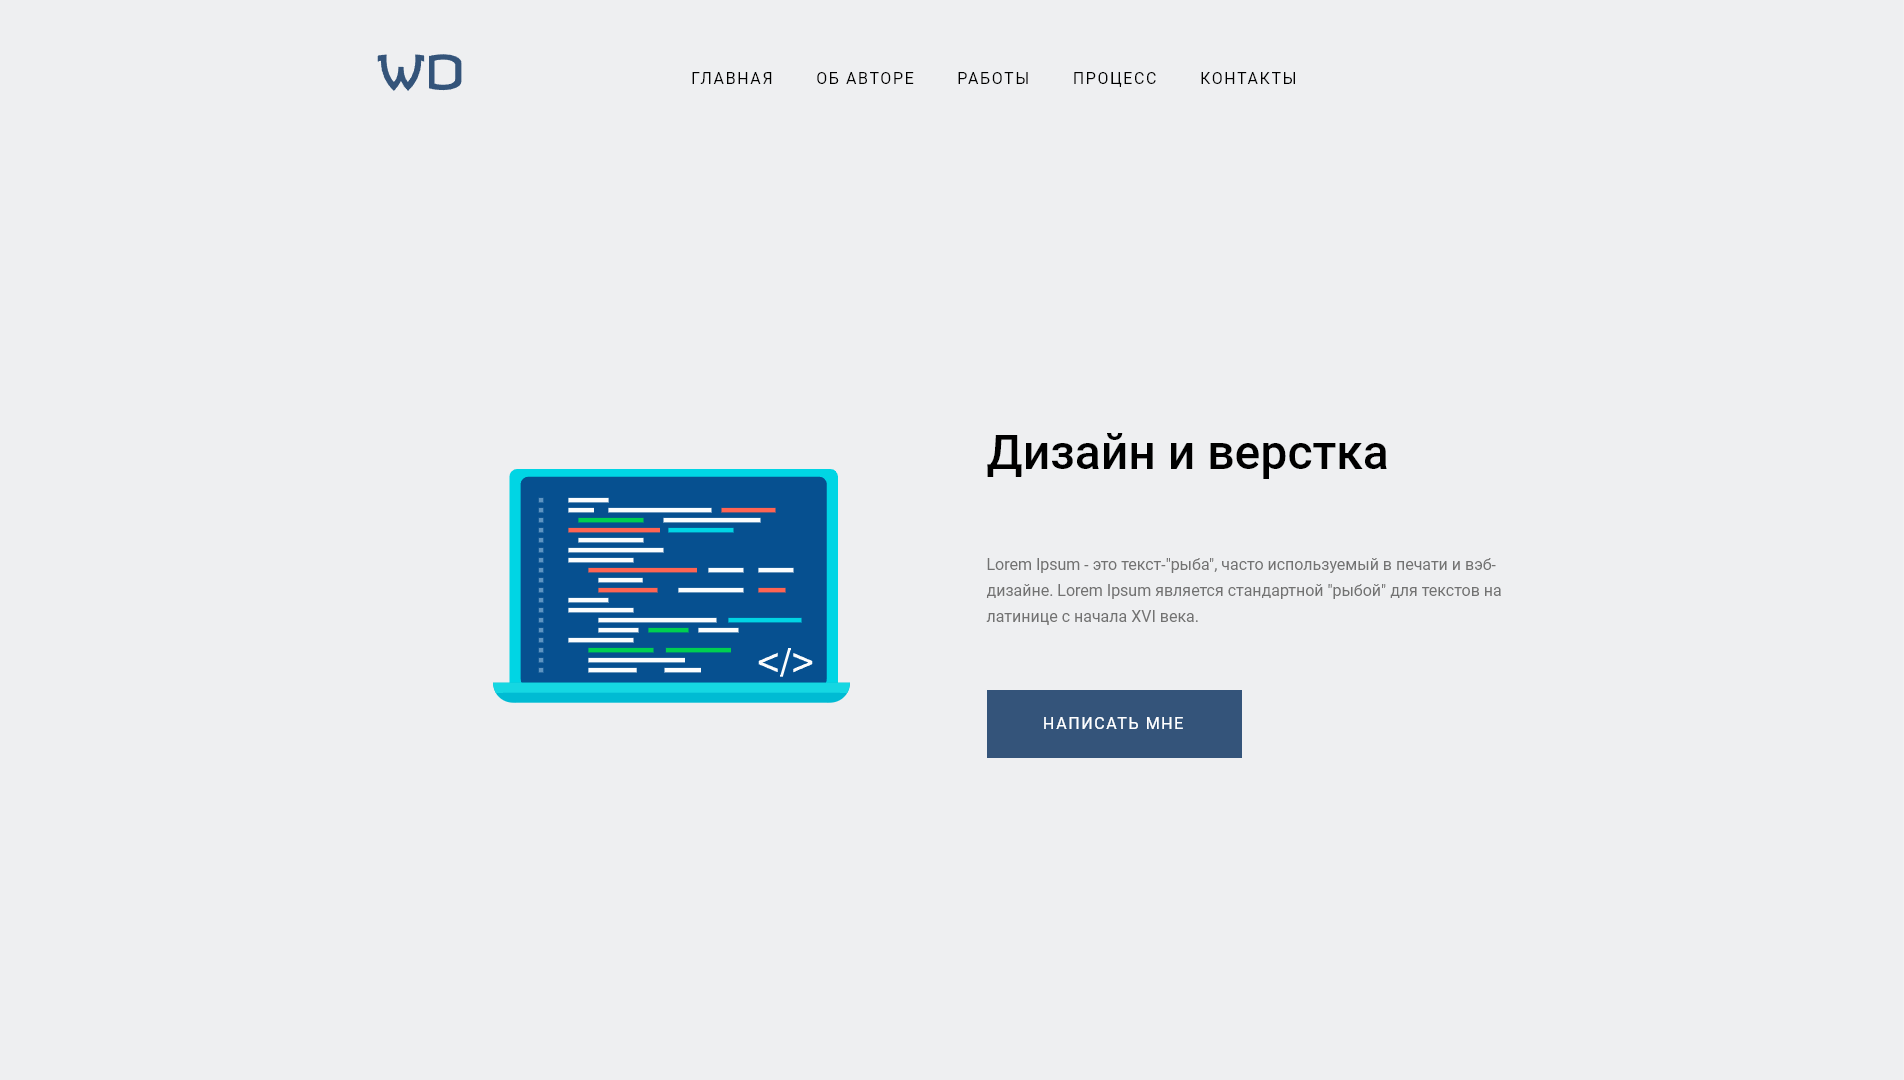 WD
ГЛАВНАЯ ОБ АВТОРЕ РАБОТЫ ПРОЦЕСС КОНТАКТЫ
Дизайн и верстка
Lorem Ipsum - это текст-"рыба", часто используемый в печати и вэб-
дизайне. Lorem Ipsum является стандартной "рыбой" для текстов на
латинице с начала XVI века.
</>
НАПИСАТЬ МНЕ